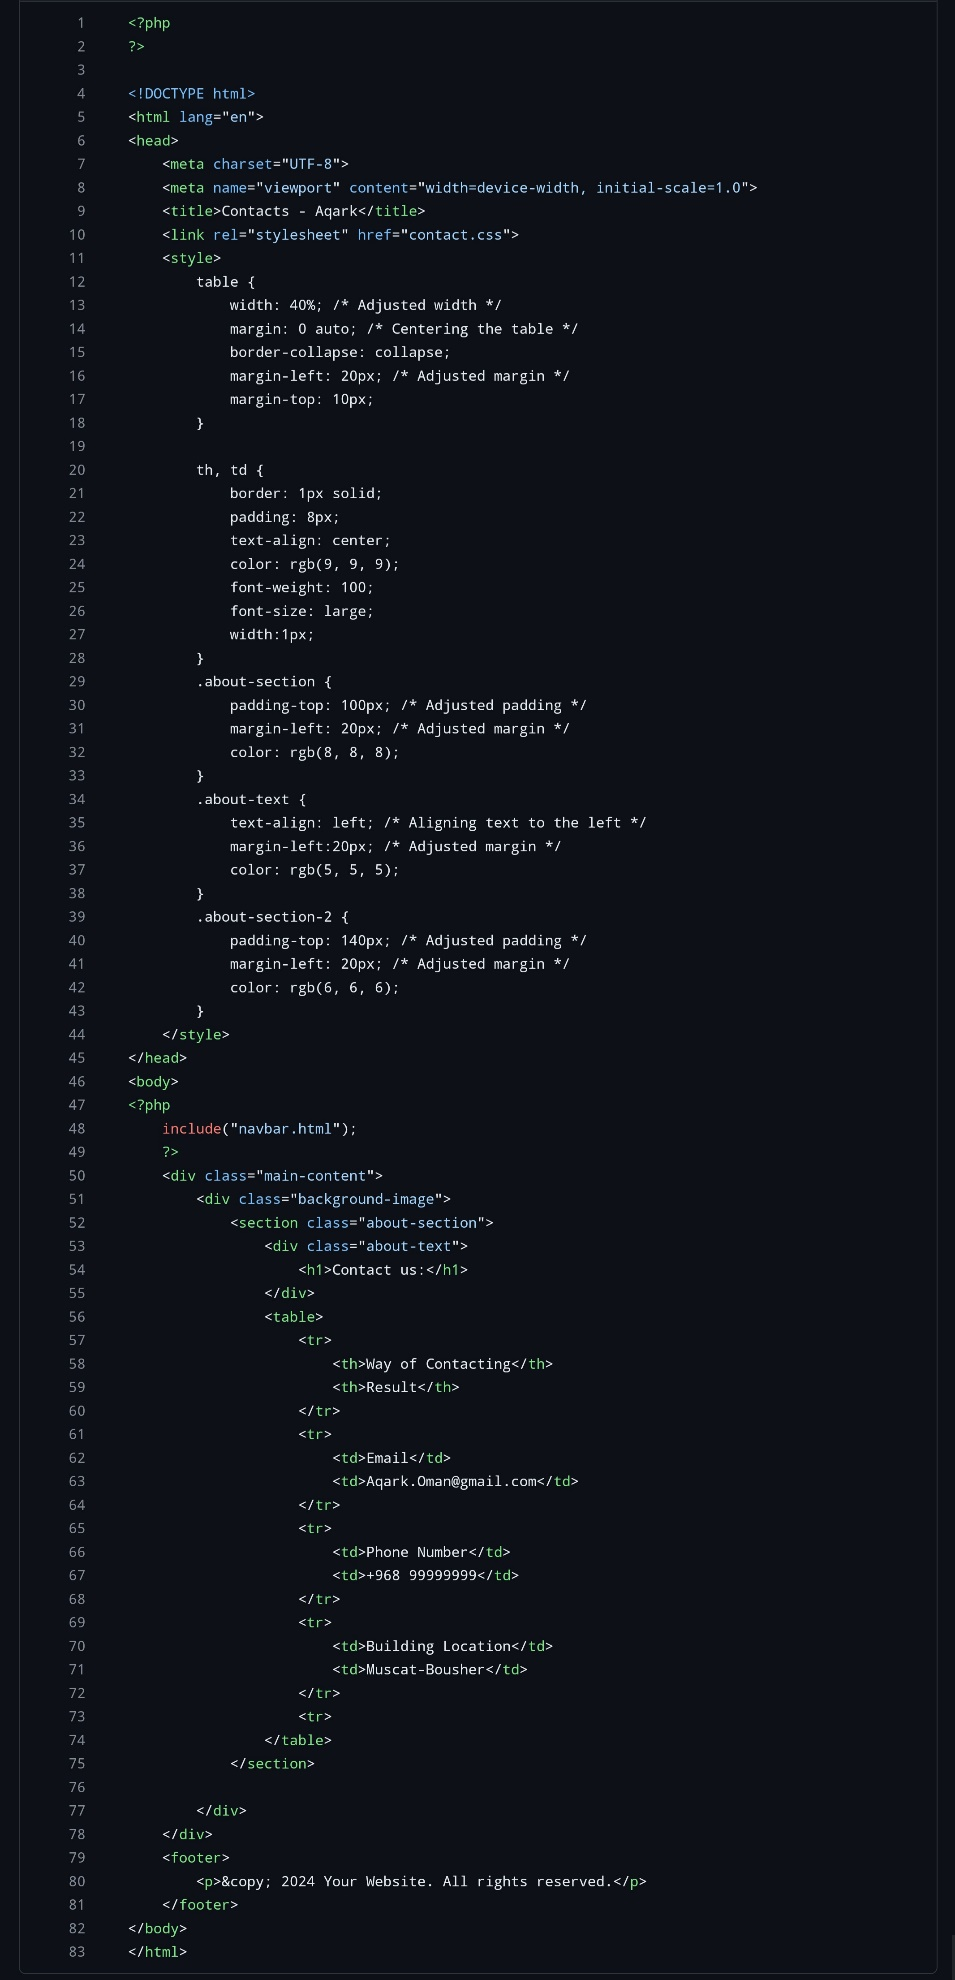 1 <?php
2 ?>
3
4 <!DOCTYPE html>
5 <html lang="en">
6 <head>
7     <meta charset="UTF-8">
8     <meta name="viewport" content="width=device-width, initial-scale=1.0">
9     <title>Contacts - Aqark</title>
10     <link rel="stylesheet" href="contact.css">
11     <style>
12         table {
13             width: 40%; /* Adjusted width */
14             margin: 0 auto; /* Centering the table */
15             border-collapse: collapse;
16             margin-left: 20px; /* Adjusted margin */
17             margin-top: 10px;
18         }
19
20         th, td {
21             border: 1px solid;
22             padding: 8px;
23             text-align: center;
24             color: rgb(9, 9, 9);
25             font-weight: 100;
26             font-size: large;
27             width:1px;
28         }
29         .about-section {
30             padding-top: 100px; /* Adjusted padding */
31             margin-left: 20px; /* Adjusted margin */
32             color: rgb(8, 8, 8);
33         }
34         .about-text {
35             text-align: left; /* Aligning text to the left */
36             margin-left:20px; /* Adjusted margin */
37             color: rgb(5, 5, 5);
38         }
39         .about-section-2 {
40             padding-top: 140px; /* Adjusted padding */
41             margin-left: 20px; /* Adjusted margin */
42             color: rgb(6, 6, 6);
43         }
44     </style>
45 </head>
46 <body>
47 <?php
48     include("navbar.html");
49     ?>
50     <div class="main-content">
51         <div class="background-image">
52             <section class="about-section">
53                 <div class="about-text">
54                     <h1>Contact us:</h1>
55                 </div>
56                 <table>
57                     <tr>
58                         <th>Way of Contacting</th>
59                         <th>Result</th>
60                     </tr>
61                     <tr>
62                         <td>Email</td>
63                         <td>Aqark.Oman@gmail.com</td>
64                     </tr>
65                     <tr>
66                         <td>Phone Number</td>
67                         <td>+968 99999999</td>
68                     </tr>
69                     <tr>
70                         <td>Building Location</td>
71                         <td>Muscat-Bousher</td>
72                     </tr>
73                     <tr>
74                 </table>
75             </section>
76
77         </div>
78     </div>
79     <footer>
80         <p>&copy; 2024 Your Website. All rights reserved.</p>
81     </footer>
82 </body>
83 </html>